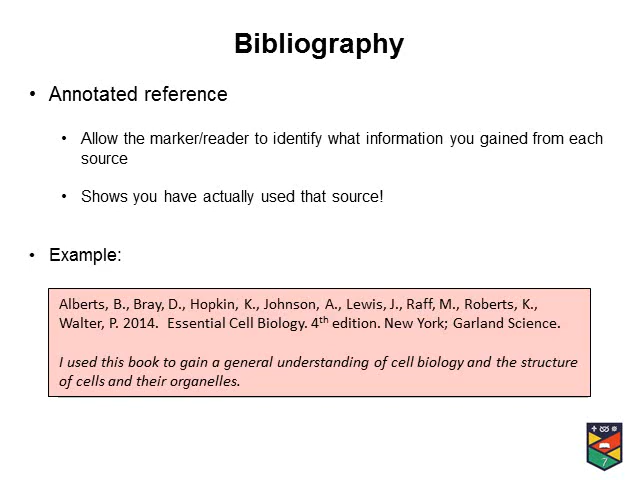 Bibliography
• Annotated reference
• Allow the marker/reader to identify what information you gained from each
source
• Shows you have actually used that source!
• Example:
Alberts, B., Bray, D., Hopkin, K., Johnson, A., Lewis, J., Raff, M., Roberts, K.,
Walter, P. 2014.  Essential Cell Biology. 4th edition. New York; Garland Science.
I used this book to gain a general understanding of cell biology and the structure
of cells and their organelles.
7